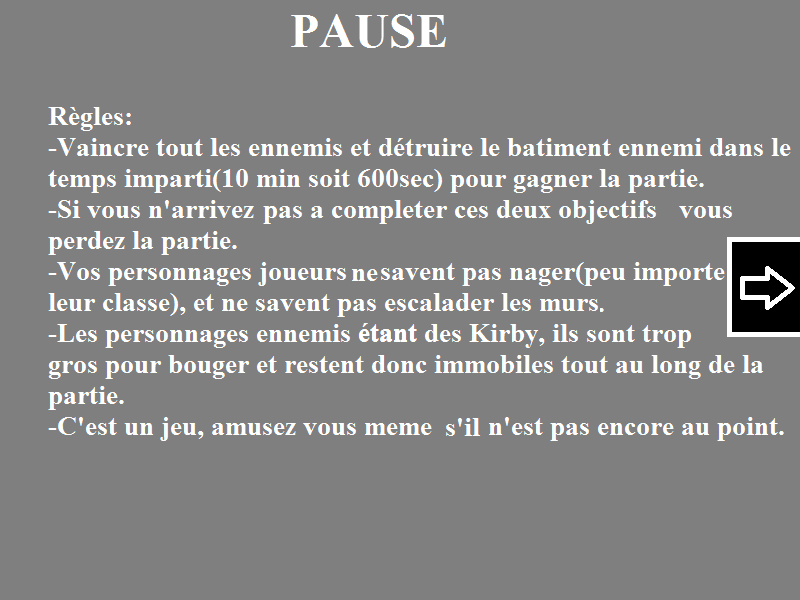 PAUSE
Règles:
-Vaincre tout les ennemis et détruire le batiment ennemi dans le
temps imparti(10 min soit 600sec) pour gagner la partie.
-Si vous n'arrivez pas a completer ces deux objectifs vous
perdez la partie.
-Vos personnages joueurs ne savent pas nager(peu importe
leur classe), et ne savent pas escalader les murs.
-Les personnages ennemis étant des Kirby, ils sont trop
gros pour bouger et restent donc immobiles tout au long de la
partie.
-C'est un jeu, amusez vous meme s'il n'est pas encore au point.